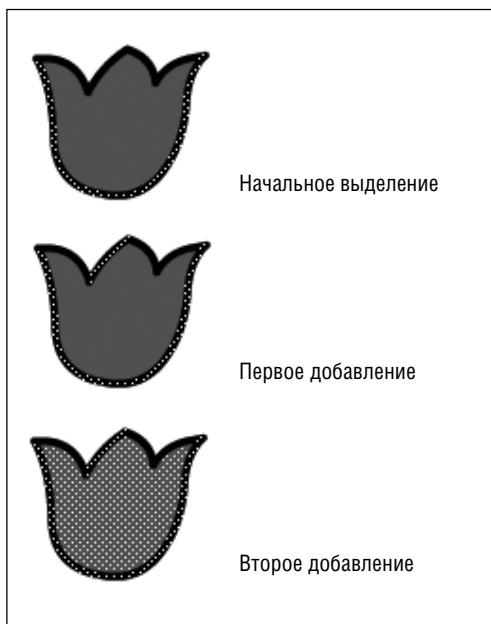 Начальное выделение
Первое добавление
Второе добавление